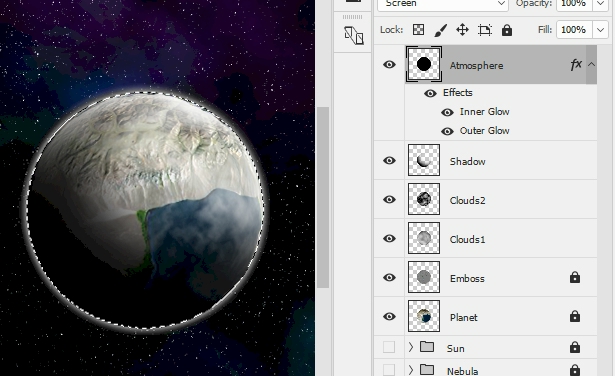 Screen
Opacity: 100%
Lock:
Fill: 100%
Atmosphere fx
Effects
Inner Glow
Outer Glow
Shadow
Clouds2
Clouds1
Emboss
Planet
Sun
Nebula